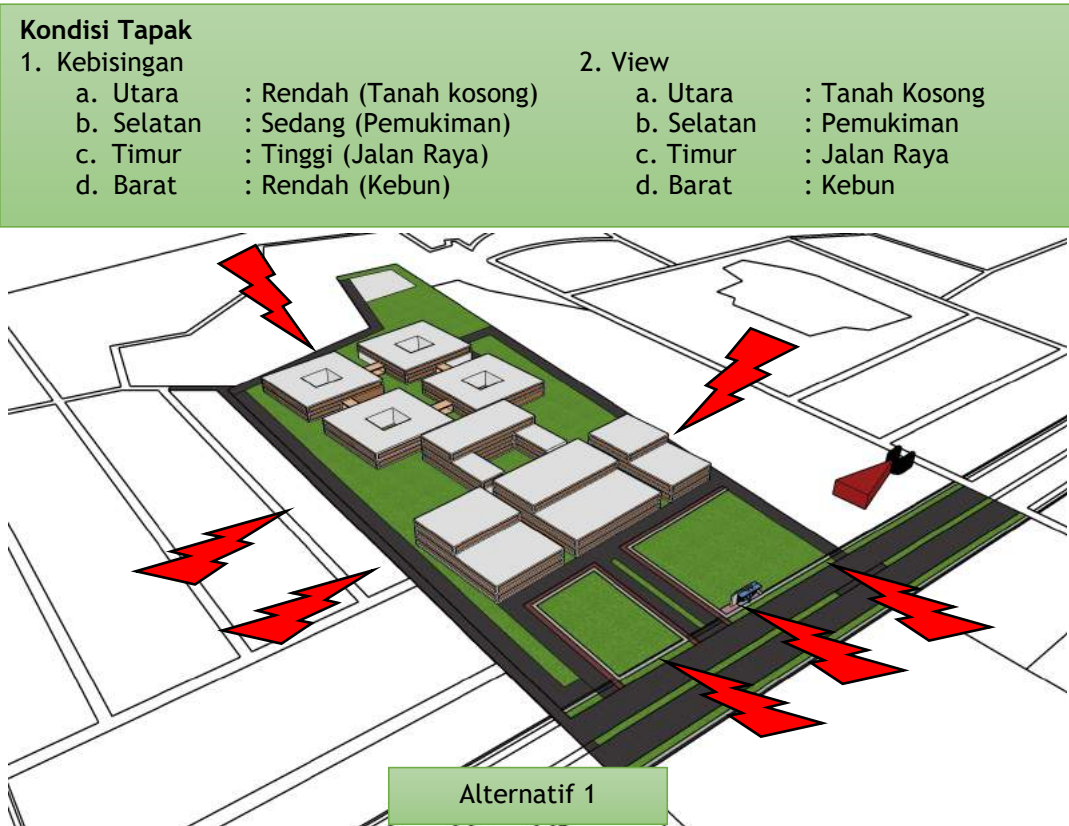 Kondisi Tapak
1. Kebisingan
a. Utara : Rendah (Tanah kosong)
b. Selatan : Sedang (Pemukiman)
c. Timur : Tinggi (Jalan Raya)
d. Barat : Rendah (Kebun)
2. View
a. Utara : Tanah Kosong
b. Selatan : Pemukiman
c. Timur : Jalan Raya
d. Barat : Kebun
Alternatif 1